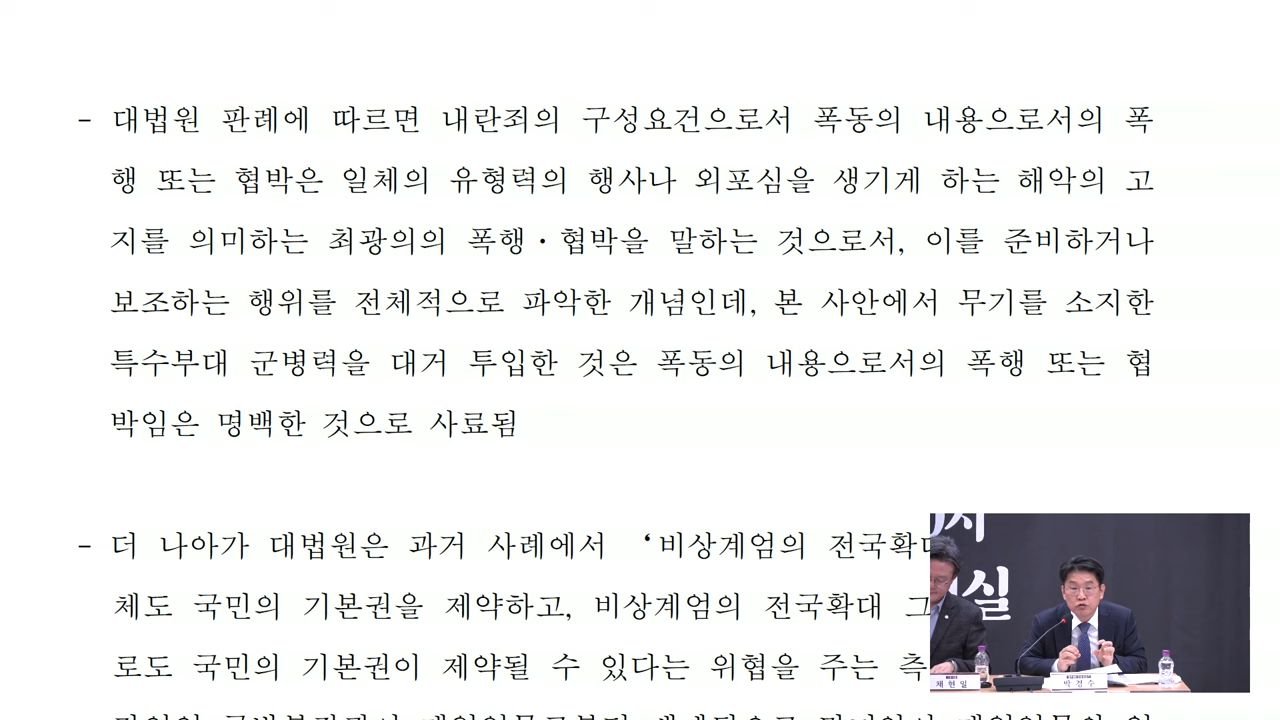 - 대법원 판례에 따르면 내란죄의 구성요건으로서 폭동의 내용으로서의 폭
행 또는 협박은 일체의 유형력의 행사나 외포심을 생기게 하는 해악의 고
지를 의미하는 최광의의 폭행·협박을 말하는 것으로서, 이를 준비하거나
보조하는 행위를 전체적으로 파악한 개념인데, 본 사안에서 무기를 소지한
특수부대 군병력을 대거 투입한 것은 폭동의 내용으로서의 폭행 또는 협
박임은 명백한 것으로 사료됨
- 더 나아가 대법원은 과거 사례에서 ‘비상계엄의 전국확
체도 국민의 기본권을 제약하고, 비상계엄의 전국확대 그
로도 국민의 기본권이 제약될 수 있다는 위협을 주는 측
채현일
박경수